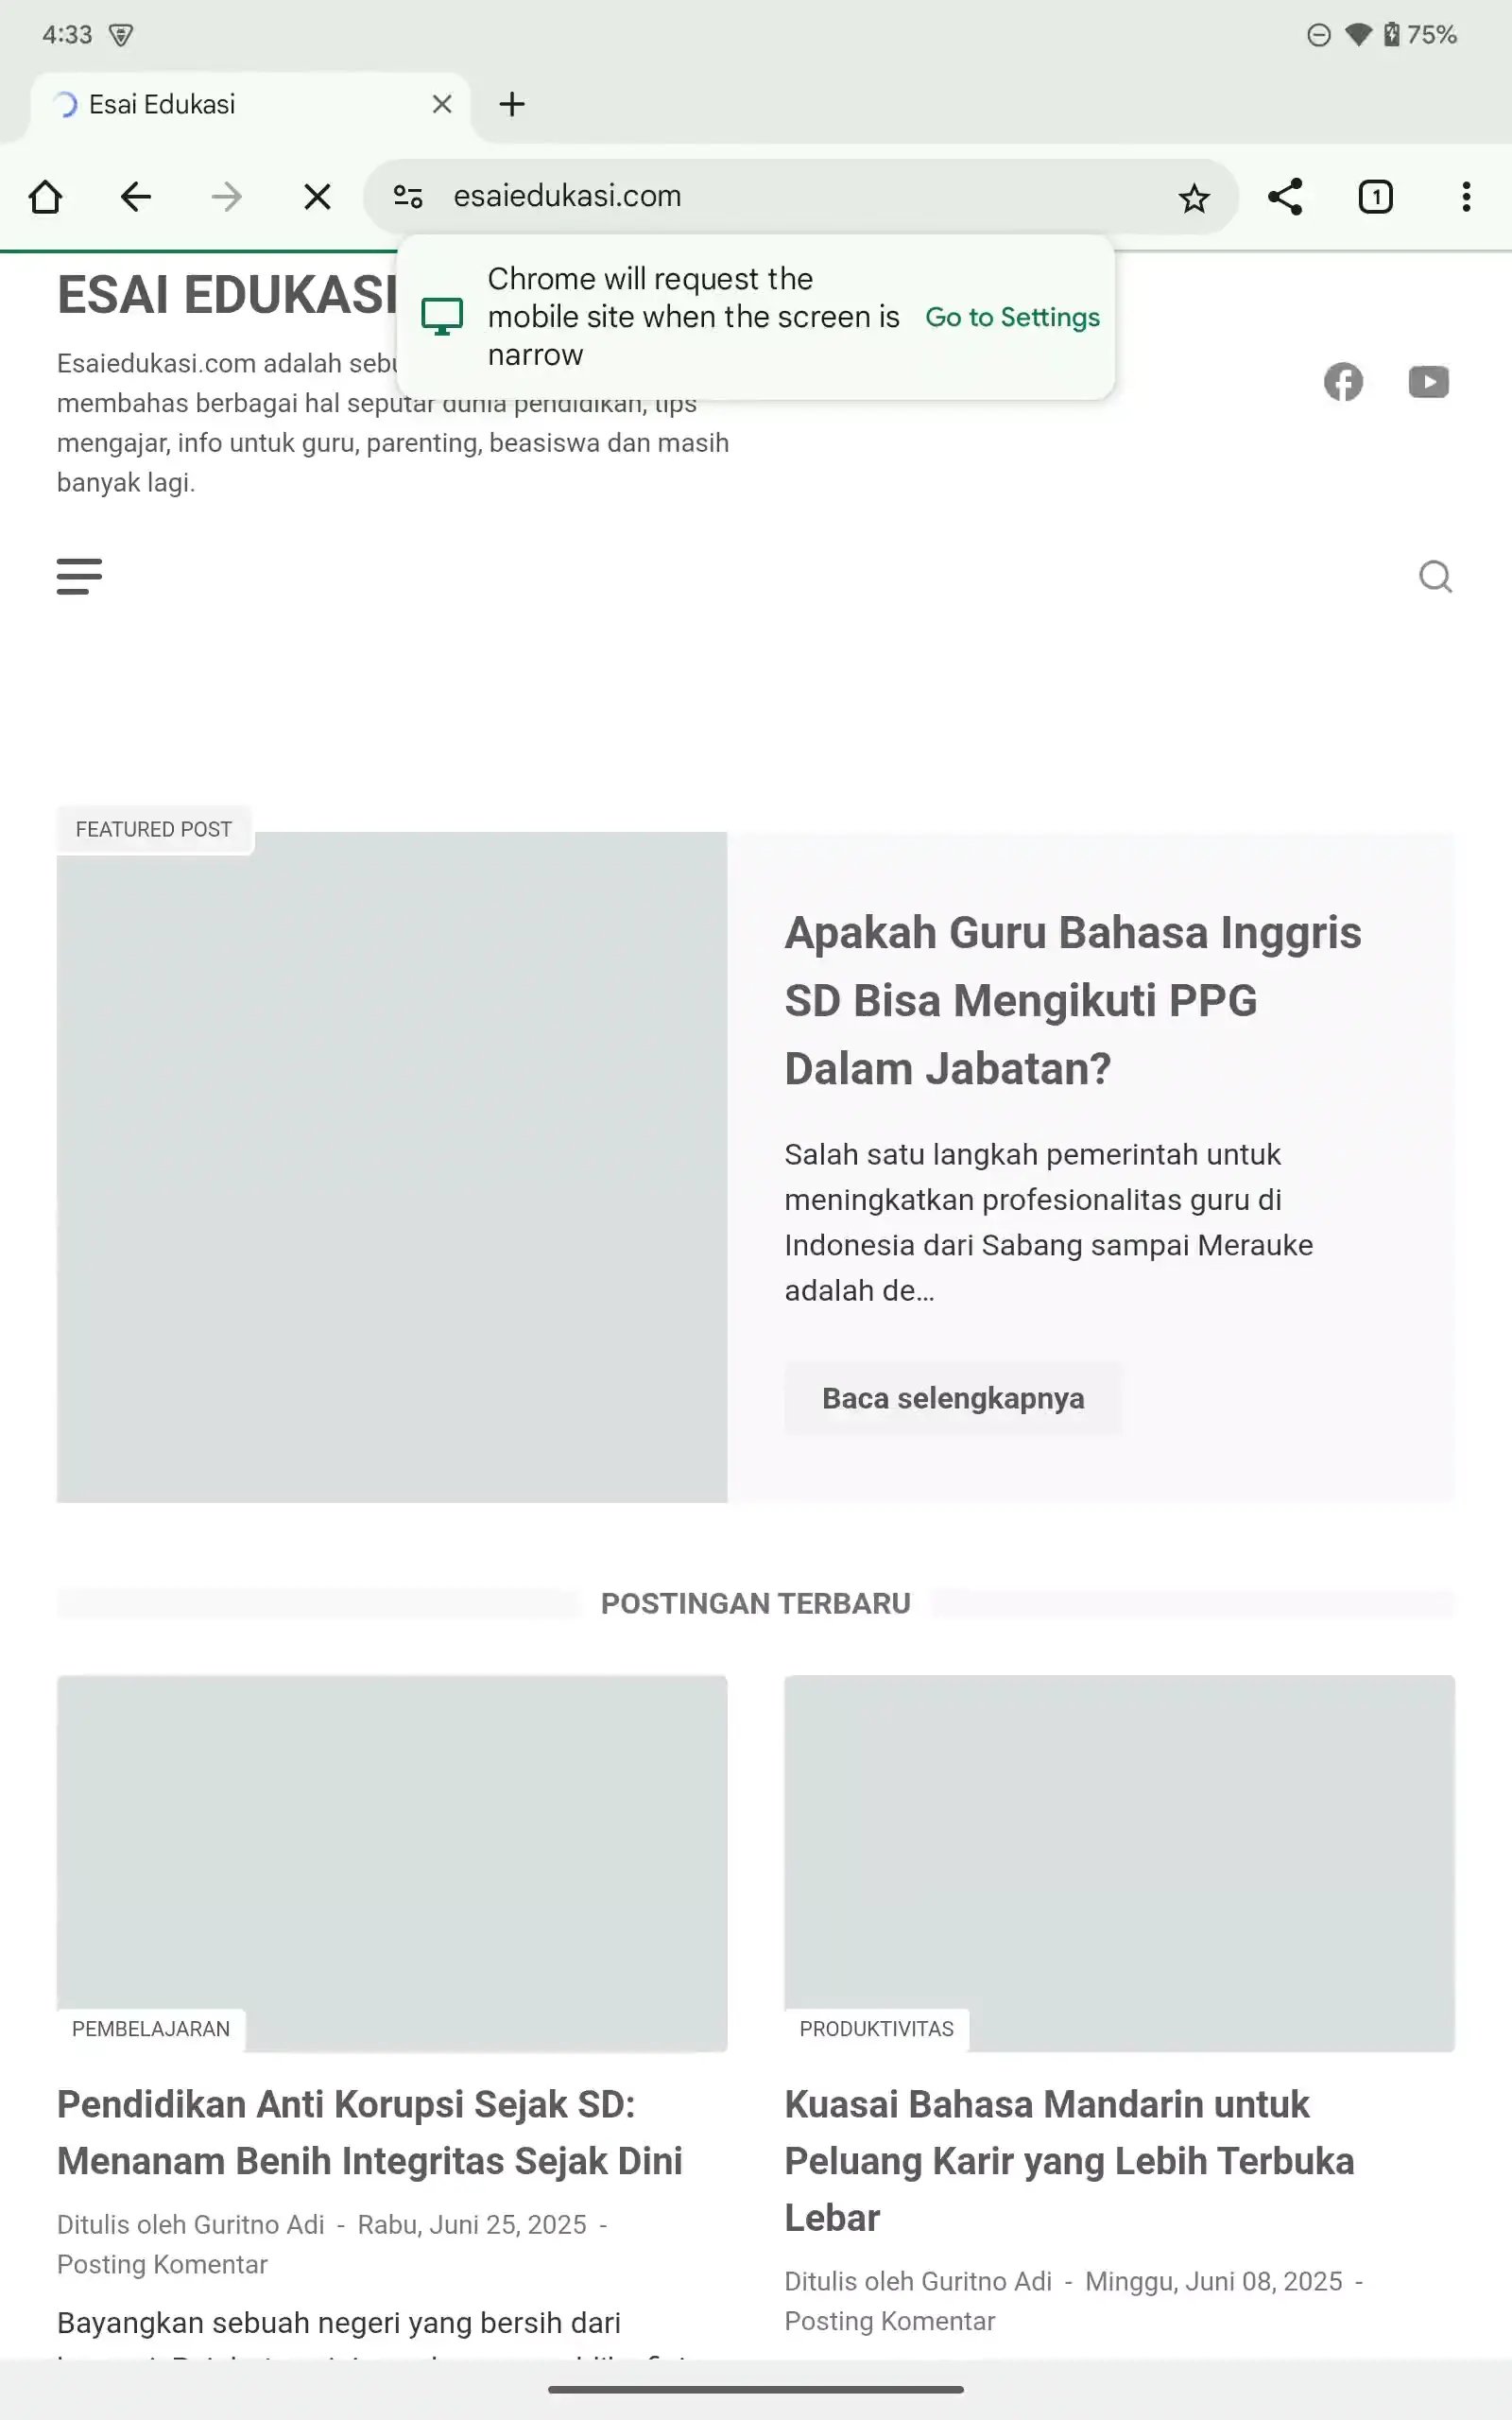 4:33
75%
Esai Edukasi
esaiedukasi.com
1
Chrome will request the
mobile site when the screen is
narrow
Go to Settings
ESAI EDUKASI
Esaiedukasi.com adalah
membahas berbagai hal seputar dunia pendidikan, tips
mengajar, info untuk guru, parenting, beasiswa dan masih
banyak lagi.
FEATURED POST
Apakah Guru Bahasa Inggris
SD Bisa Mengikuti PPG
Dalam Jabatan?
Salah satu langkah pemerintah untuk
meningkatkan profesionalitas guru di
Indonesia dari Sabang sampai Merauke
adalah de...
Baca selengkapnya
POSTINGAN TERBARU
PEMBELAJARAN
Pendidikan Anti Korupsi Sejak SD:
Menanam Benih Integritas Sejak Dini
Ditulis oleh Guritno Adi - Rabu, Juni 25, 2025 -
Posting Komentar
Bayangkan sebuah negeri yang bersih dari
PRODUKTIVITAS
Kuasai Bahasa Mandarin untuk
Peluang Karir yang Lebih Terbuka
Lebar
Ditulis oleh Guritno Adi - Minggu, Juni 08, 2025 -
Posting Komentar